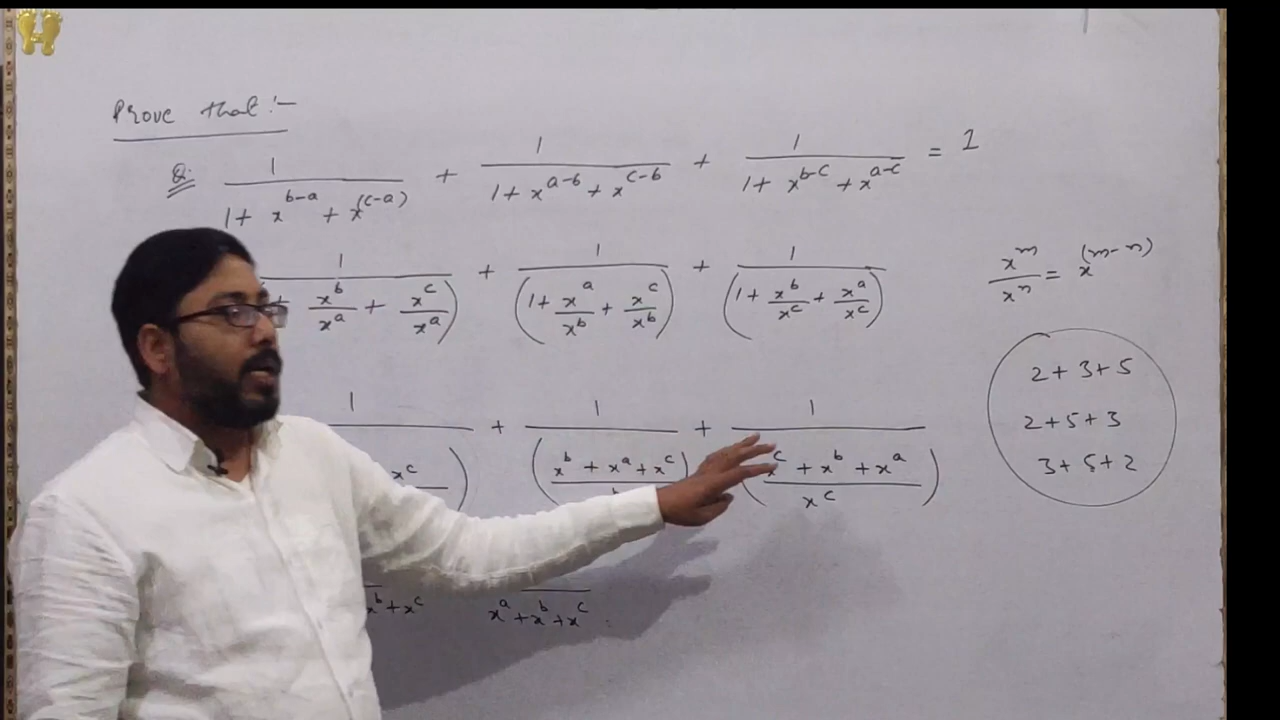 Prove that :-
Q. 1/(1 + x^(b-a) + x^(c-a)) + 1/(1 + x^(a-b) + x^(c-b)) + 1/(1 + x^(b-c) + x^(a-c)) = 1
1/( + x^b/x^a + x^c/x^a) + 1/(1 + x^a/x^b + x^c/x^b) + 1/(1 + x^b/x^c + x^a/x^c)
x^m/x^n = x^(m-n)
1/( x^c ) + 1/((x^b + x^a + x^c)/ ) + 1/((x^c + x^b + x^a)/x^c)
2 + 3 + 5
2 + 5 + 3
3 + 5 + 2
x^b + x^c x^a + x^b + x^c